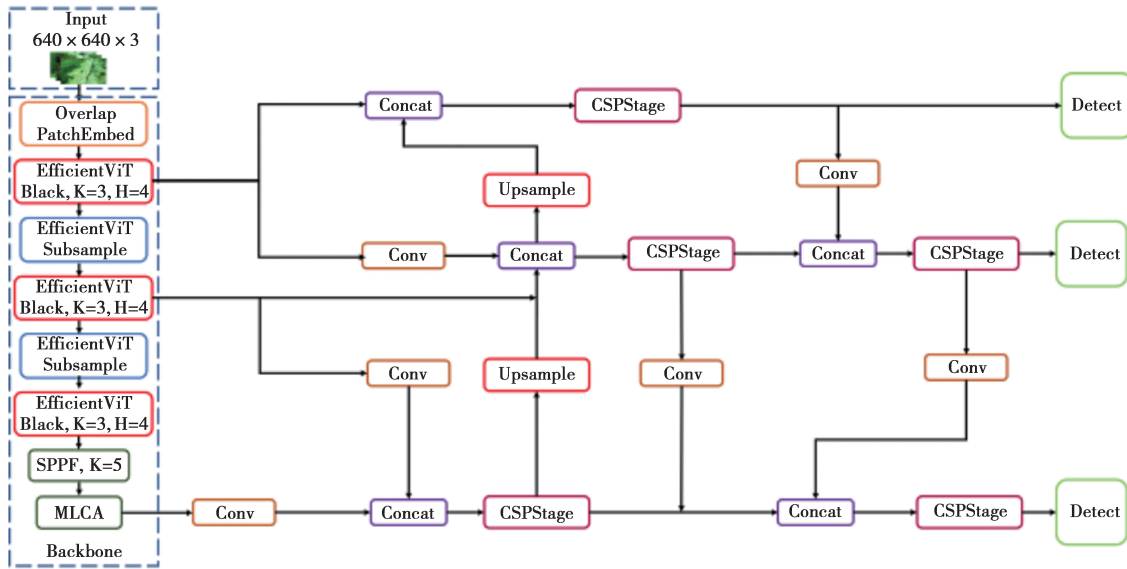 Input
640 × 640 × 3
Overlap
PatchEmbed
EfficientViT
Black, K=3, H=4
EfficientViT
Subsample
EfficientViT
Black, K=3, H=4
EfficientViT
Subsample
EfficientViT
Black, K=3, H=4
SPPF, K=5
MLCA
Backbone
Concat
CSPStage
Detect
Upsample
Conv
Conv
Concat
CSPStage
Concat
CSPStage
Detect
Conv
Upsample
Conv
Conv
Conv
Concat
CSPStage
Concat
CSPStage
Detect